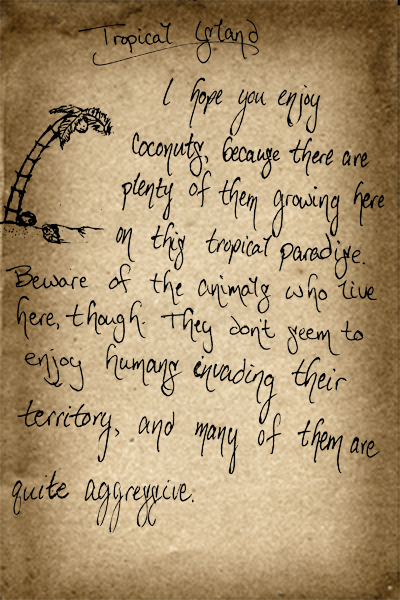 Tropical Island
I hope you enjoy
Coconuts, because there are
plenty of them growing here
on this tropical paradise.
Beware of the animals who live
here, though. They don't seem to
enjoy humans invading their
territory, and many of them are
quite aggressive.